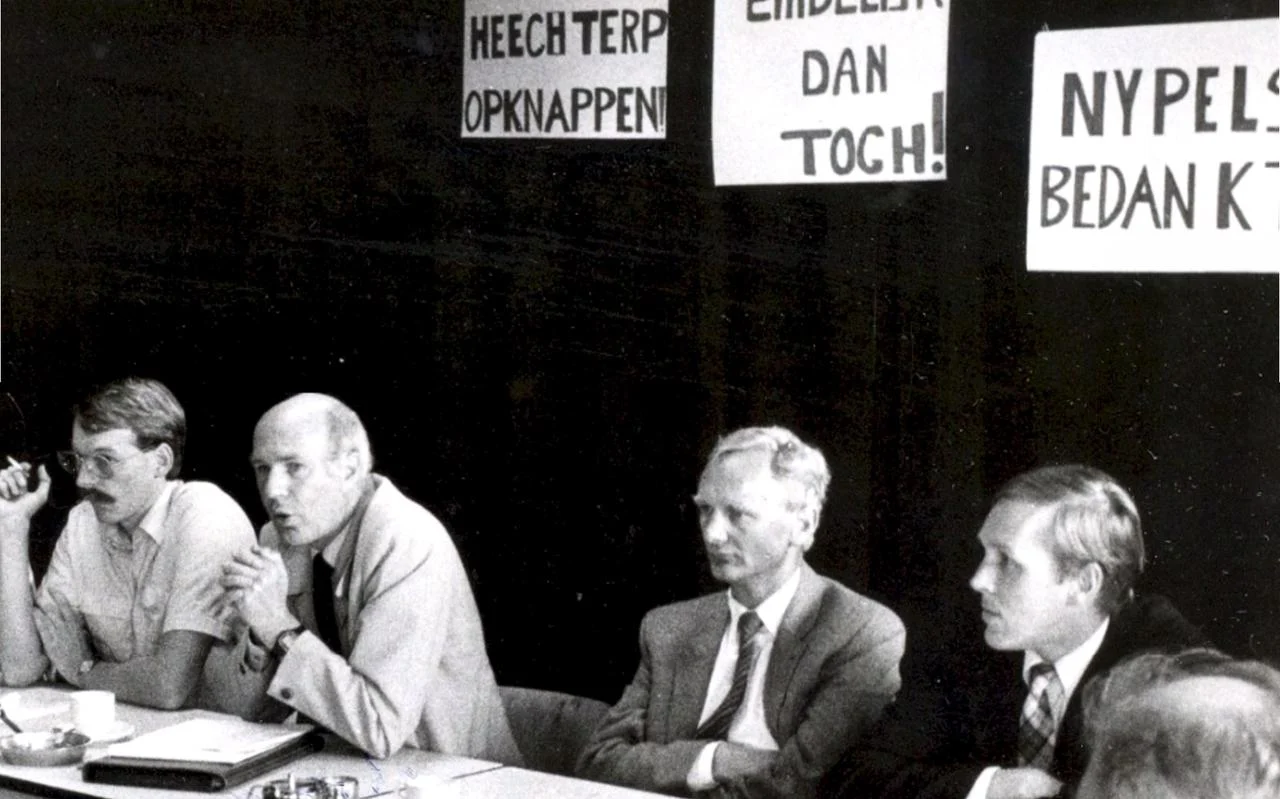 HEECHTERP
OPKNAPPEN!
DAN
TOCH!
NYPELS
BEDANKT